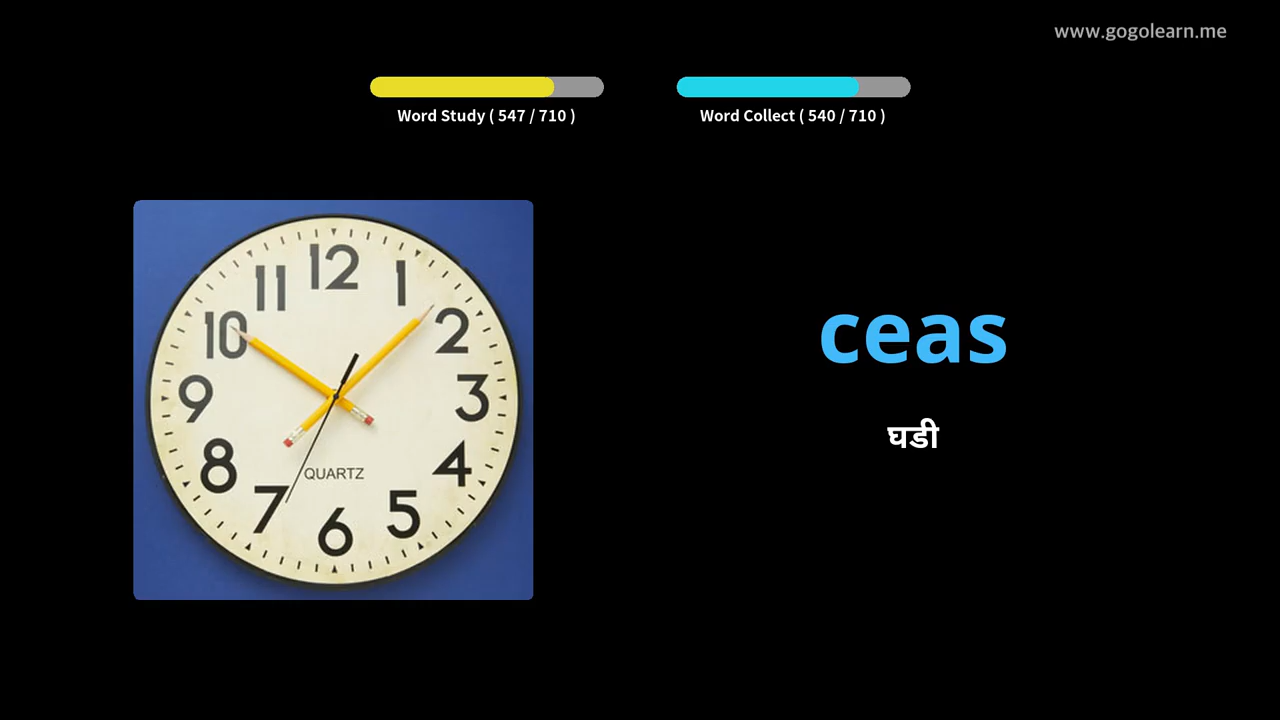 www.gogolearn.me
Word Study ( 547 / 710 )
Word Collect ( 540 / 710 )
12
11
1
10
2
9
3
8
4
QUARTZ
7
5
6
ceas
घडी